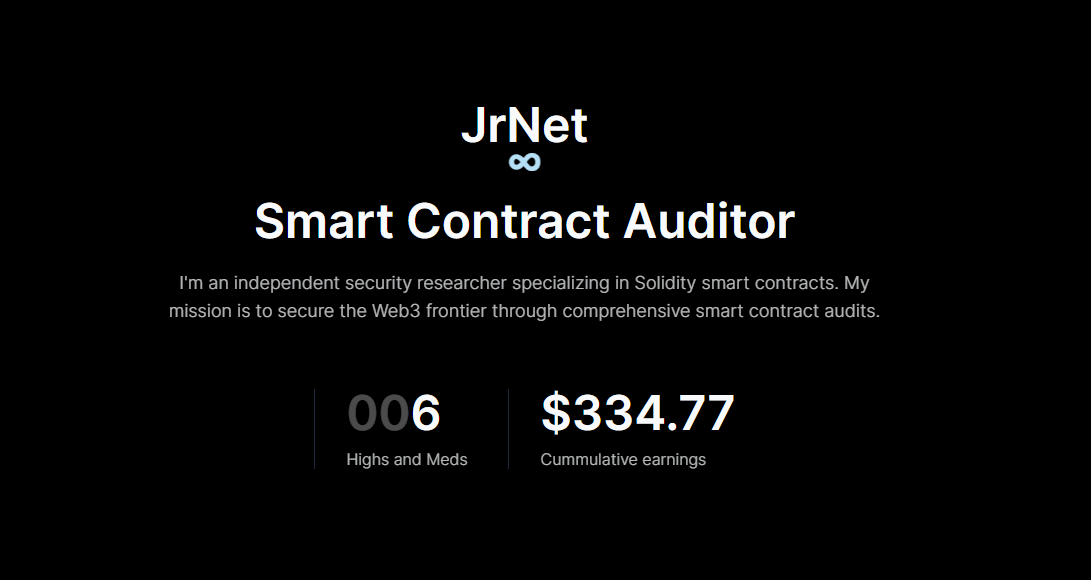 JrNet
∞
Smart Contract Auditor
I'm an independent security researcher specializing in Solidity smart contracts. My
mission is to secure the Web3 frontier through comprehensive smart contract audits.
006
$334.77
Highs and Meds
Cummulative earnings